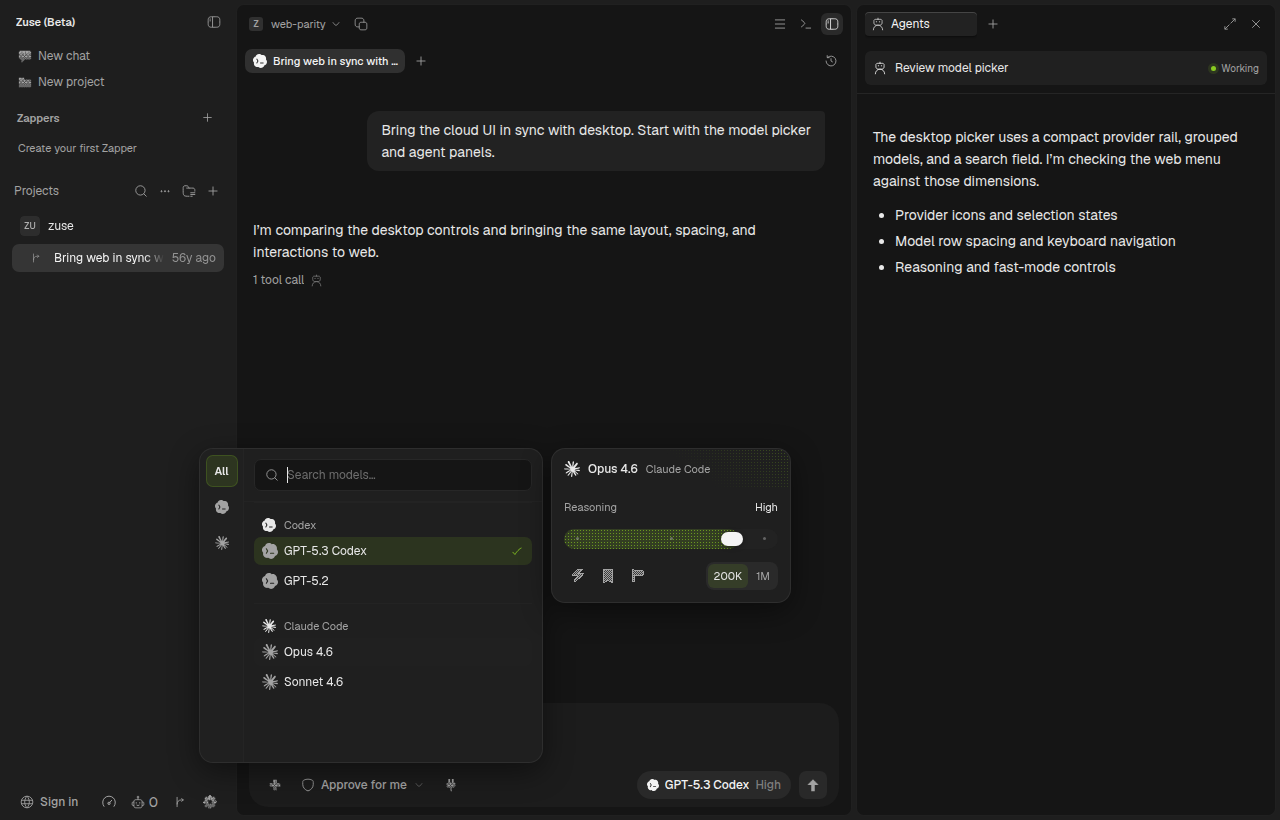 Zuse (Beta)
New chat
New project
Zappers
Create your first Zapper
Projects
ZU zuse
Bring web in sync w 56y ago
Sign in
0
Z web-parity
Bring web in sync with …
Bring the cloud UI in sync with desktop. Start with the model picker
and agent panels.
I'm comparing the desktop controls and bringing the same layout, spacing, and
interactions to web.
1 tool call
All
Search models…
Codex
GPT-5.3 Codex
GPT-5.2
Claude Code
Opus 4.6
Sonnet 4.6
Opus 4.6 Claude Code
Reasoning High
200K 1M
Approve for me
GPT-5.3 Codex High
Agents
Review model picker
Working
The desktop picker uses a compact provider rail, grouped
models, and a search field. I'm checking the web menu
against those dimensions.
• Provider icons and selection states
• Model row spacing and keyboard navigation
• Reasoning and fast-mode controls